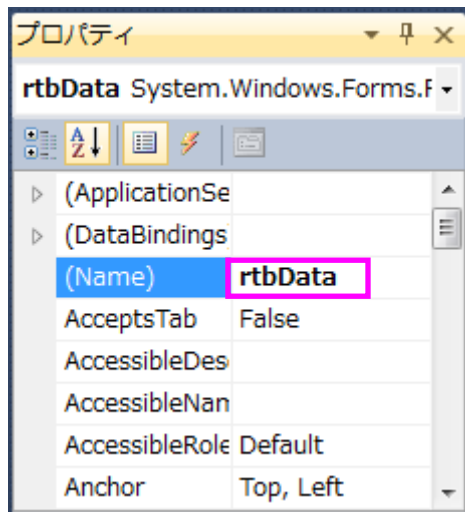 プロパティ
rtbData System.Windows.Forms.F
(ApplicationSe
(DataBindings
(Name) rtbData
AcceptsTab False
AccessibleDes
AccessibleNam
AccessibleRole Default
Anchor Top, Left